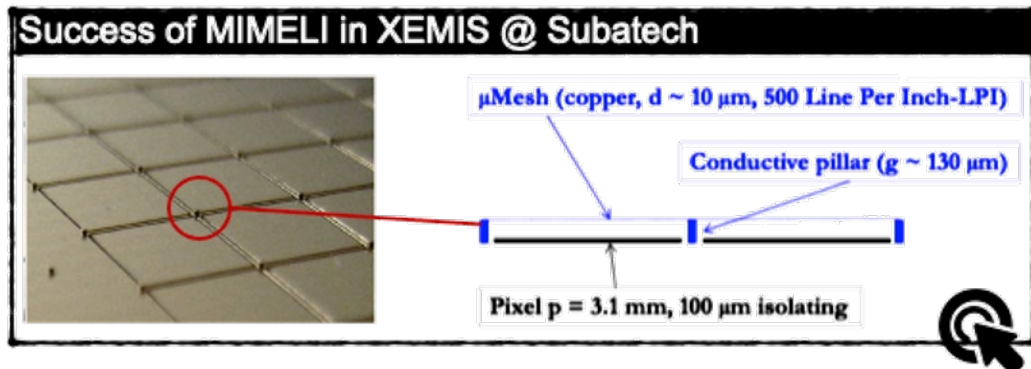 Success of MIMELI in XEMIS @ Subatech
μMesh (copper, d ~ 10 μm, 500 Line Per Inch-LPI)
Conductive pillar (g ~ 130 μm)
Pixel p = 3.1 mm, 100 μm isolating